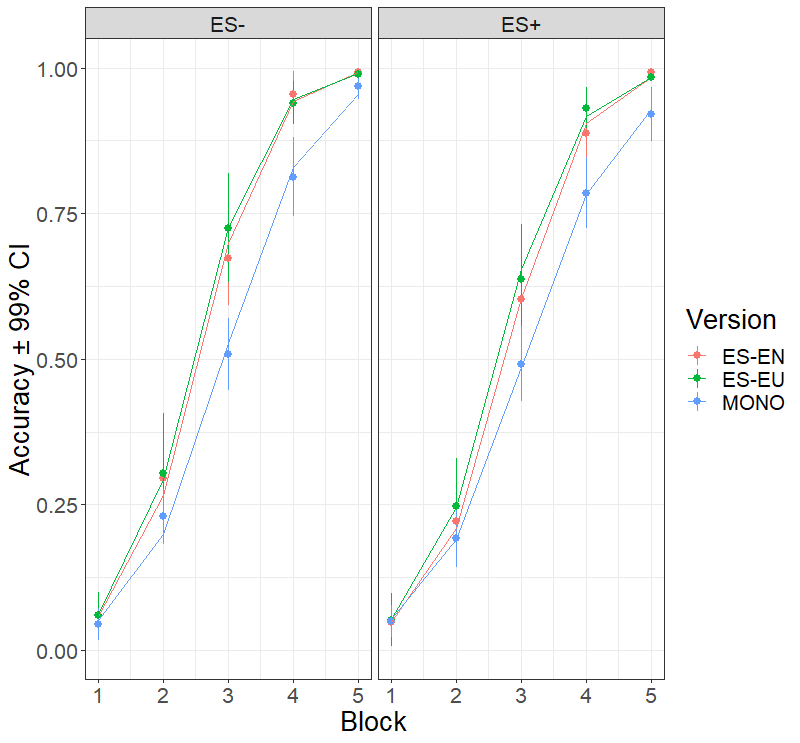 ES-
ES+
Accuracy ± 99% CI
1.00
0.75
0.50
0.25
0.00
1 2 3 4 5
1 2 3 4 5
Block
Version
ES-EN
ES-EU
MONO